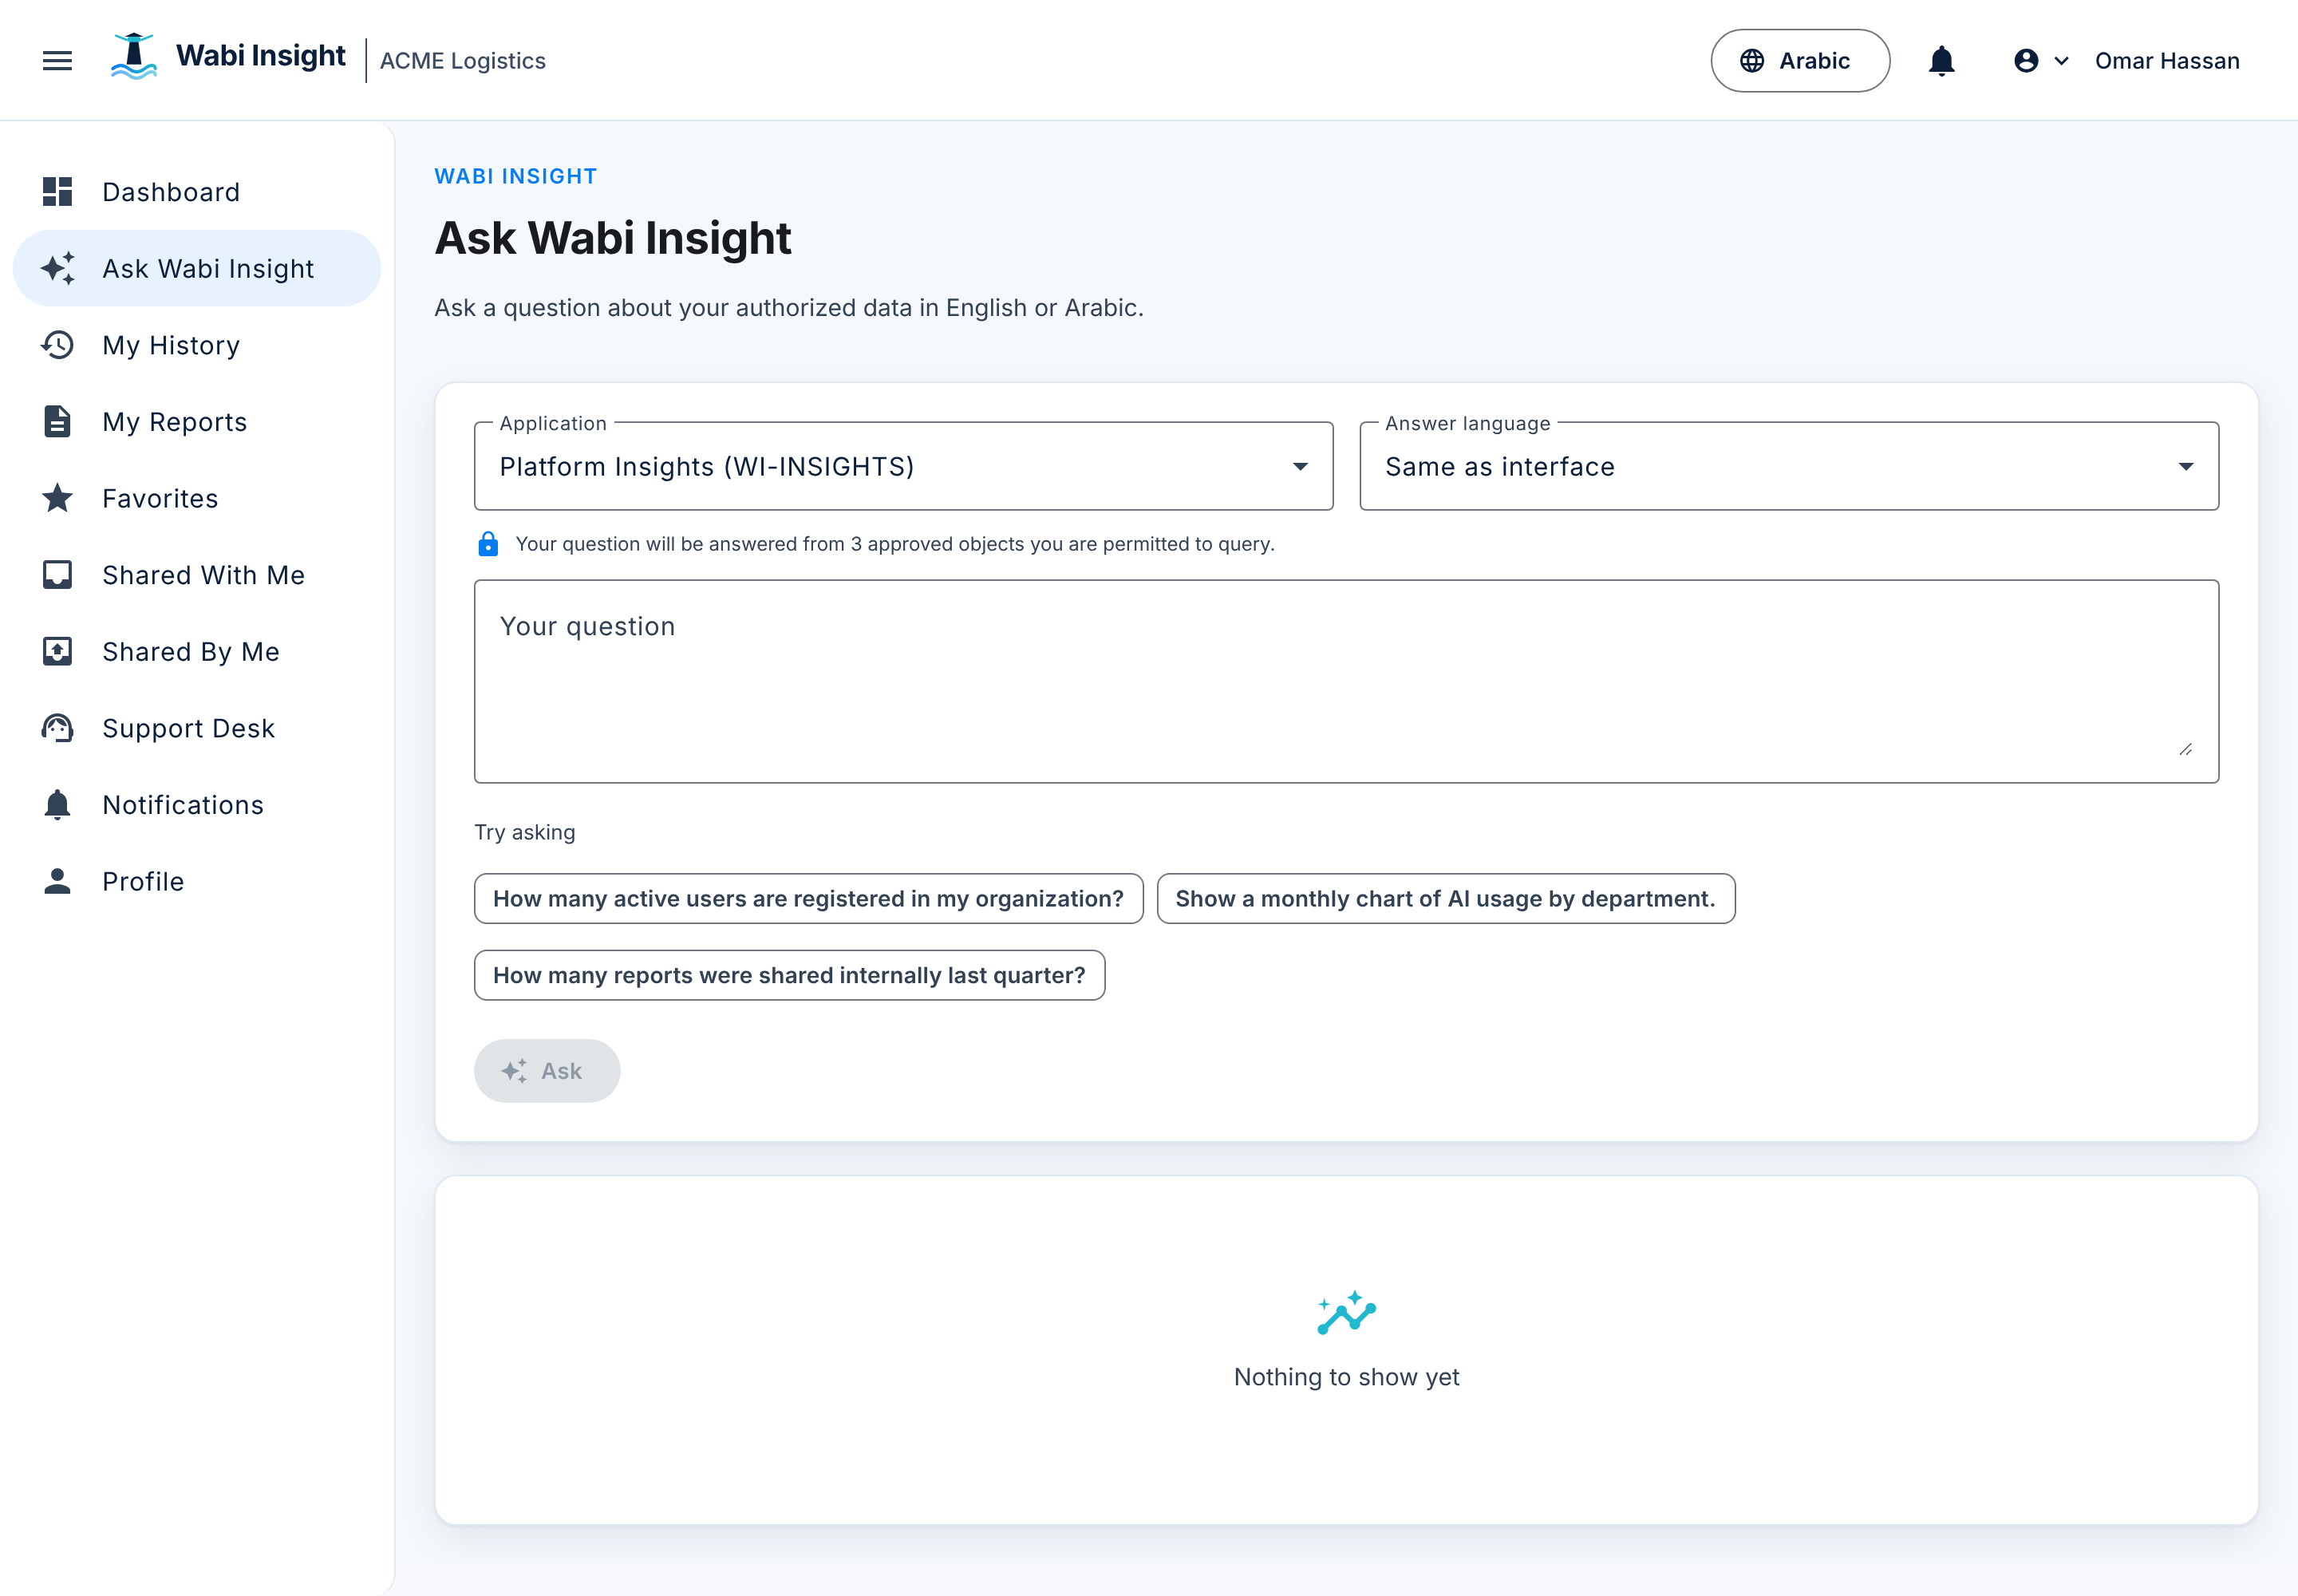 Wabi Insight
ACME Logistics
Arabic
Omar Hassan
Dashboard
Ask Wabi Insight
My History
My Reports
Favorites
Shared With Me
Shared By Me
Support Desk
Notifications
Profile
WABI INSIGHT
Ask Wabi Insight
Ask a question about your authorized data in English or Arabic.
Application
Platform Insights (WI-INSIGHTS)
Answer language
Same as interface
Your question will be answered from 3 approved objects you are permitted to query.
Your question
Try asking
How many active users are registered in my organization?
Show a monthly chart of AI usage by department.
How many reports were shared internally last quarter?
Ask
Nothing to show yet